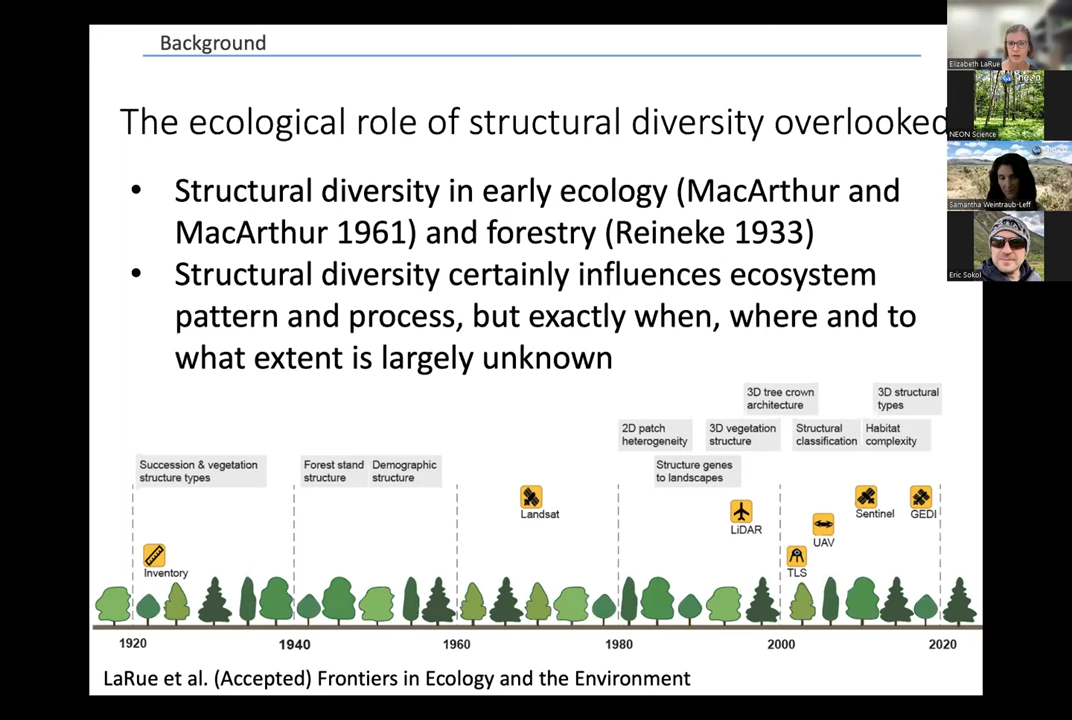 Background
The ecological role of structural diversity overlooked
• Structural diversity in early ecology (MacArthur and
MacArthur 1961) and forestry (Reineke 1933)
• Structural diversity certainly influences ecosystem
pattern and process, but exactly when, where and to
what extent is largely unknown
3D tree crown
architecture
3D structural
types
2D patch
heterogeneity
3D vegetation
structure
Structural
classification
Habitat
complexity
Succession & vegetation
structure types
Forest stand
structure
Demographic
structure
Structure genes
to landscapes
Landsat
LiDAR
Sentinel
GEDI
UAV
Inventory
TLS
1920
1940
1960
1980
2000
2020
LaRue et al. (Accepted) Frontiers in Ecology and the Environment
Elizabeth LaRue
NEON Science
Samantha Weintraub-Leff
Eric Sokol